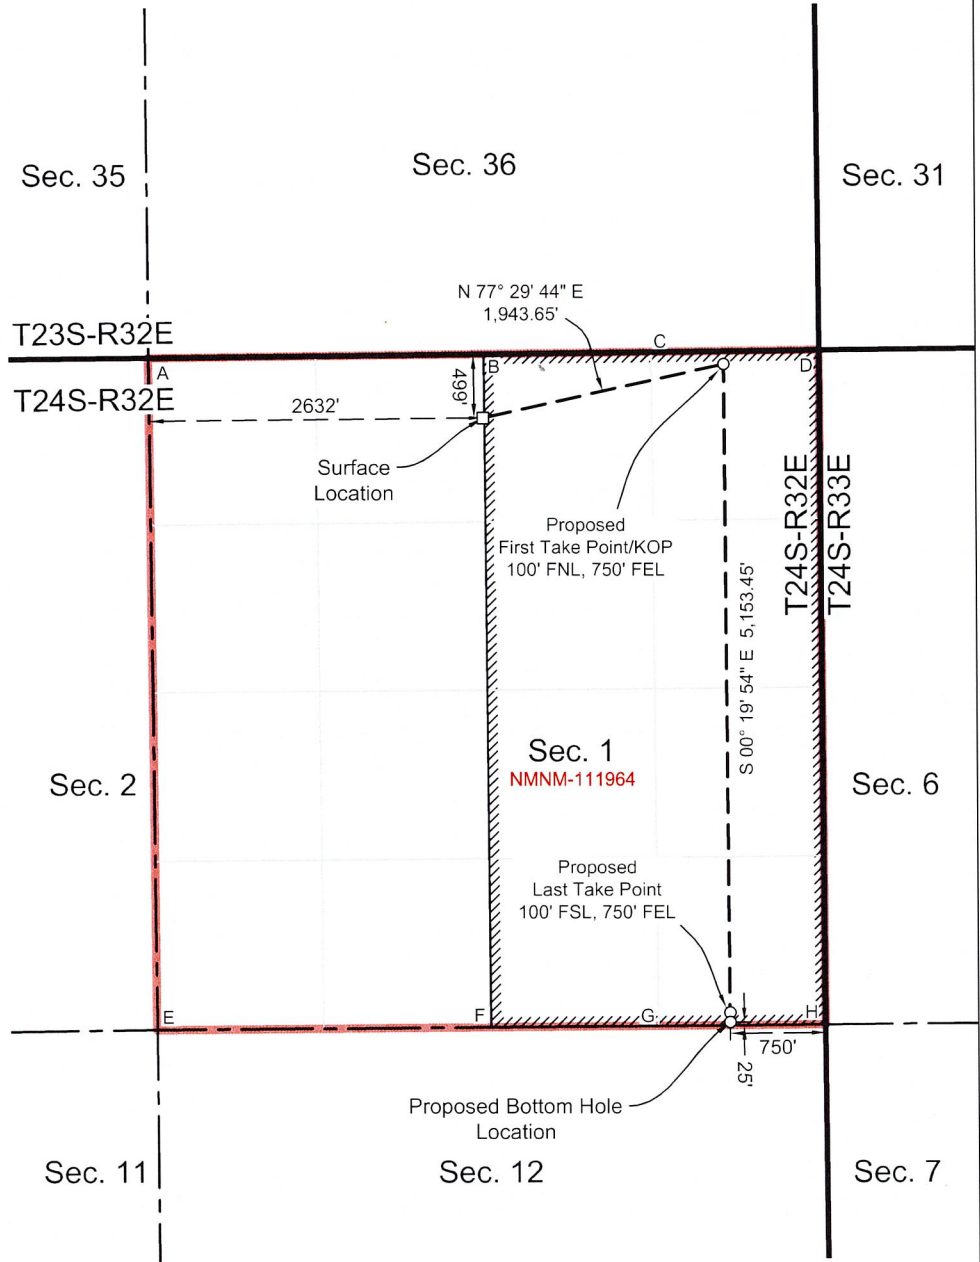 Sec. 35
Sec. 36
Sec. 31
N 77° 29' 44" E
1,943.65'
T23S-R32E
C
A
B
D
T24S-R32E
499'
2632'
Surface
Location
Proposed
First Take Point/KOP
100' FNL, 750' FEL
T24S-R32E
T24S-R33E
S 00° 19' 54" E 5,153.45'
Sec. 1
NMNM-111964
Sec. 2
Sec. 6
Proposed
Last Take Point
100' FSL, 750' FEL
E
F
G
H
750'
25'
Proposed Bottom Hole
Location
Sec. 11
Sec. 12
Sec. 7